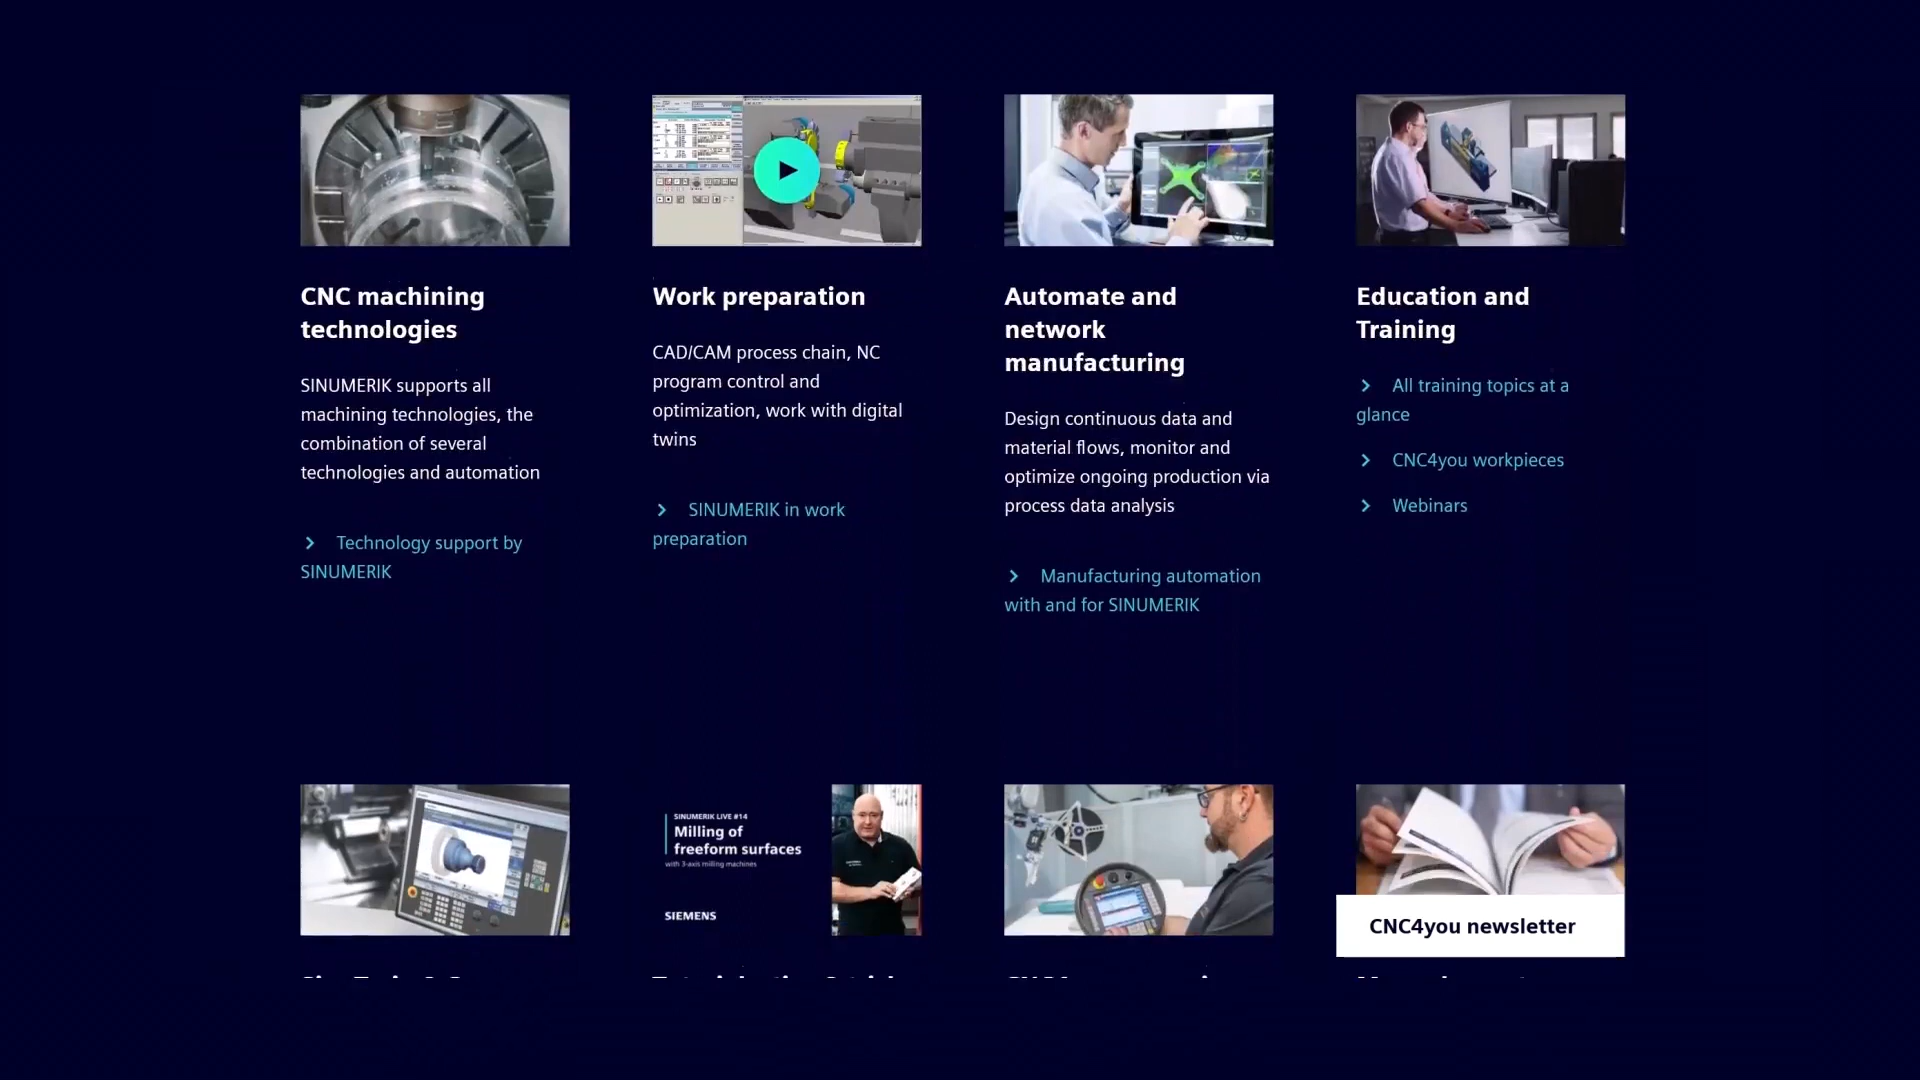 CNC machining
technologies
SINUMERIK supports all
machining technologies, the
combination of several
technologies and automation
Technology support by
SINUMERIK
Work preparation
CAD/CAM process chain, NC
program control and
optimization, work with digital
twins
SINUMERIK in work
preparation
Automate and
network
manufacturing
Design continuous data and
material flows, monitor and
optimize ongoing production via
process data analysis
Manufacturing automation
with and for SINUMERIK
Education and
Training
All training topics at a
glance
CNC4you workpieces
Webinars
SINUMERIK LIVE #14
Milling of
freeform surfaces
with 3-axis milling machines
SIEMENS
CNC4you newsletter